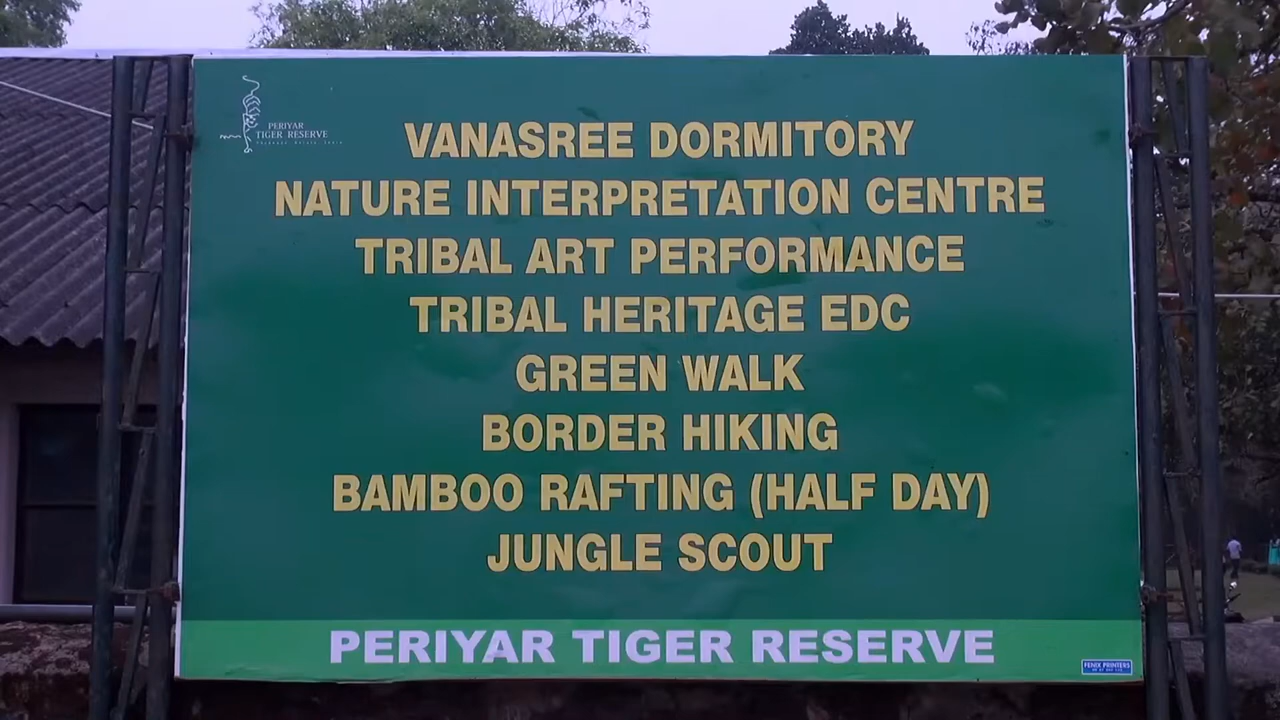 PERIYAR
TIGER RESERVE
VANASREE DORMITORY
NATURE INTERPRETATION CENTRE
TRIBAL ART PERFORMANCE
TRIBAL HERITAGE EDC
GREEN WALK
BORDER HIKING
BAMBOO RAFTING (HALF DAY)
JUNGLE SCOUT
PERIYAR TIGER RESERVE
FENIX PRINTERS